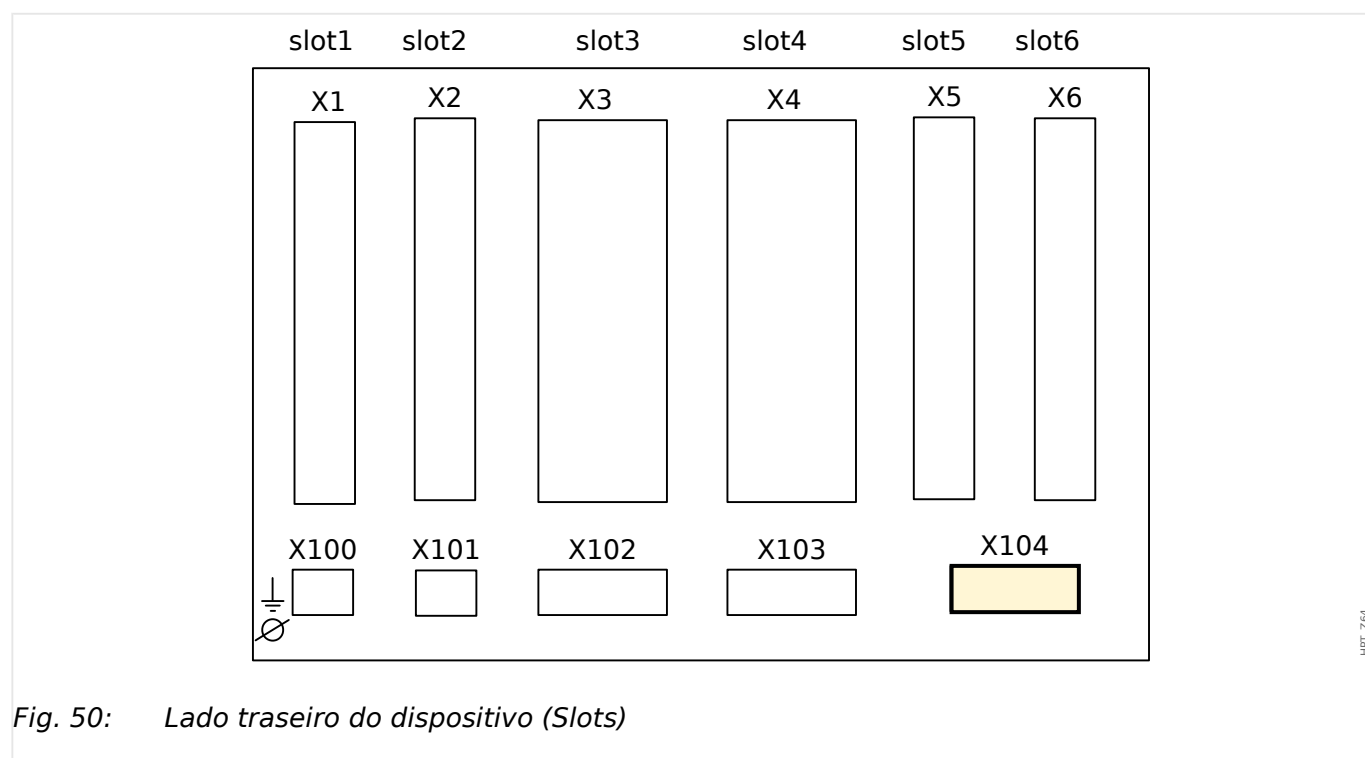 slot1 slot2 slot3 slot4 slot5 slot6
X1 X2 X3 X4 X5 X6
X100 X101 X102 X103 X104
Fig. 50: Lado traseiro do dispositivo (Slots)